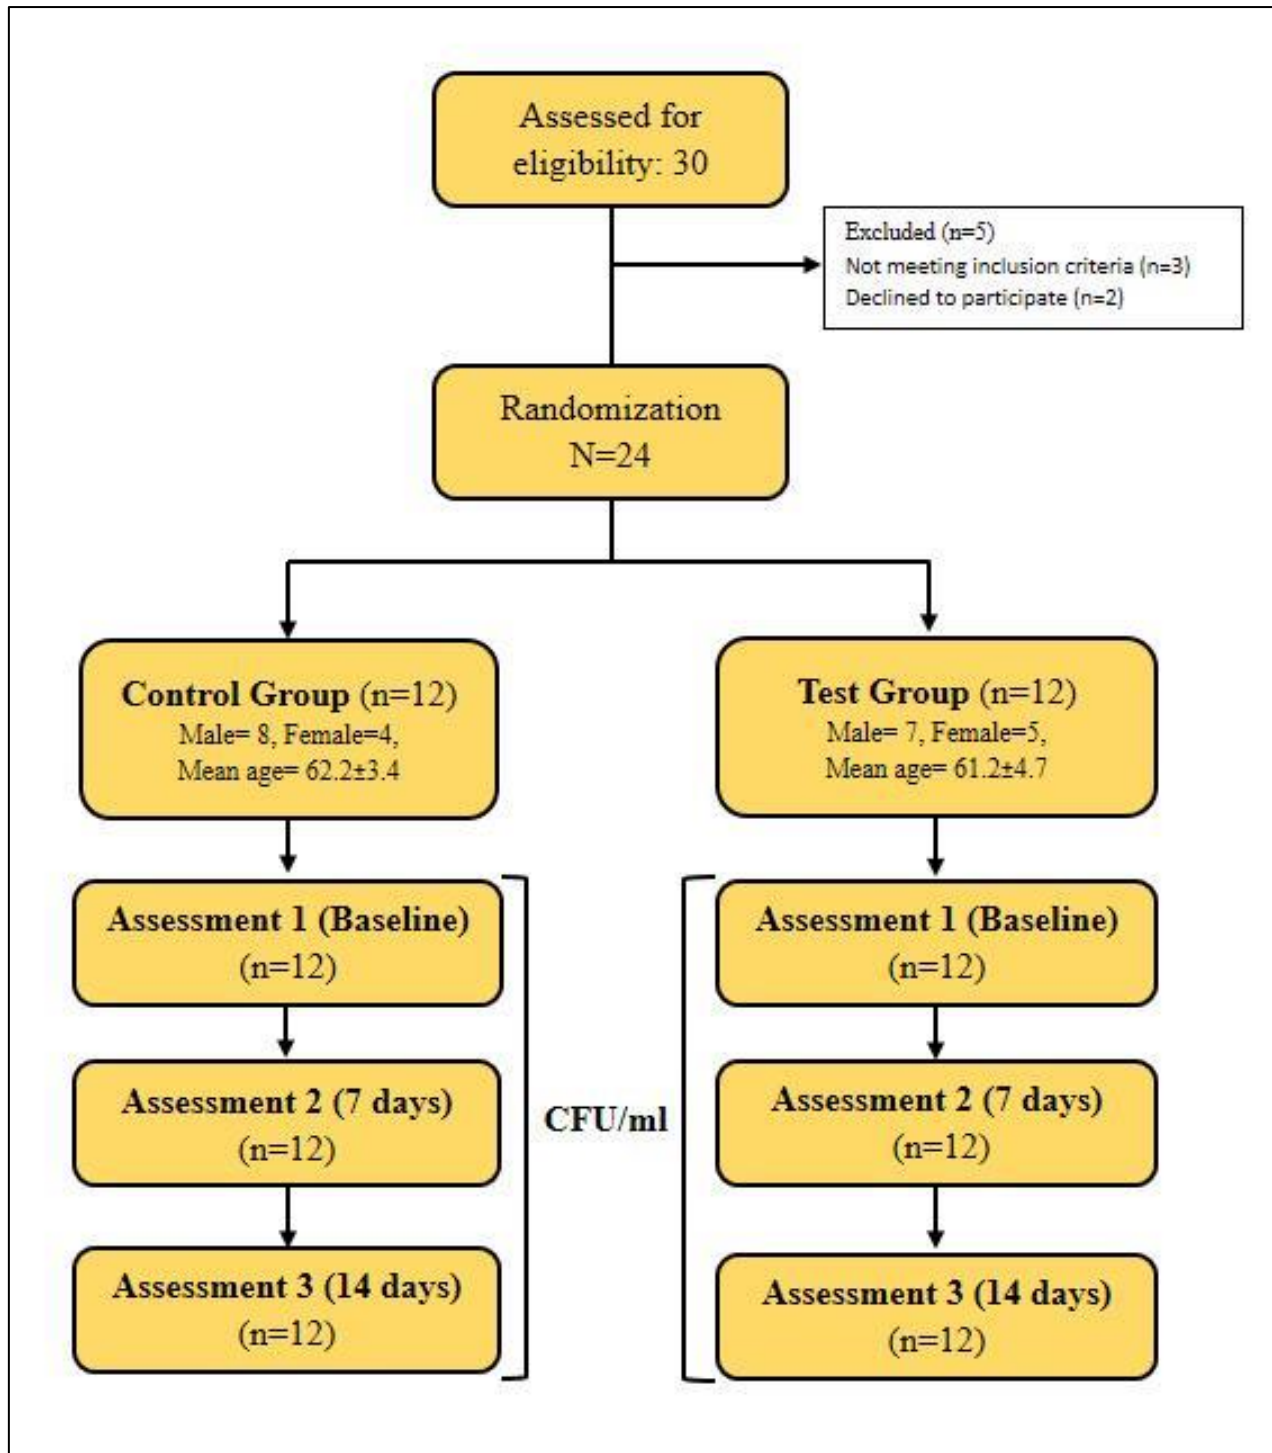 Assessed for
eligibility: 30
Excluded (n=5)
Not meeting inclusion criteria (n=3)
Declined to participate (n=2)
Randomization
N=24
Control Group (n=12)
Male= 8, Female=4,
Mean age= 62.2±3.4
Test Group (n=12)
Male= 7, Female=5,
Mean age= 61.2±4.7
Assessment 1 (Baseline)
(n=12)
Assessment 2 (7 days)
(n=12)
Assessment 3 (14 days)
(n=12)
CFU/ml
Assessment 1 (Baseline)
(n=12)
Assessment 2 (7 days)
(n=12)
Assessment 3 (14 days)
(n=12)